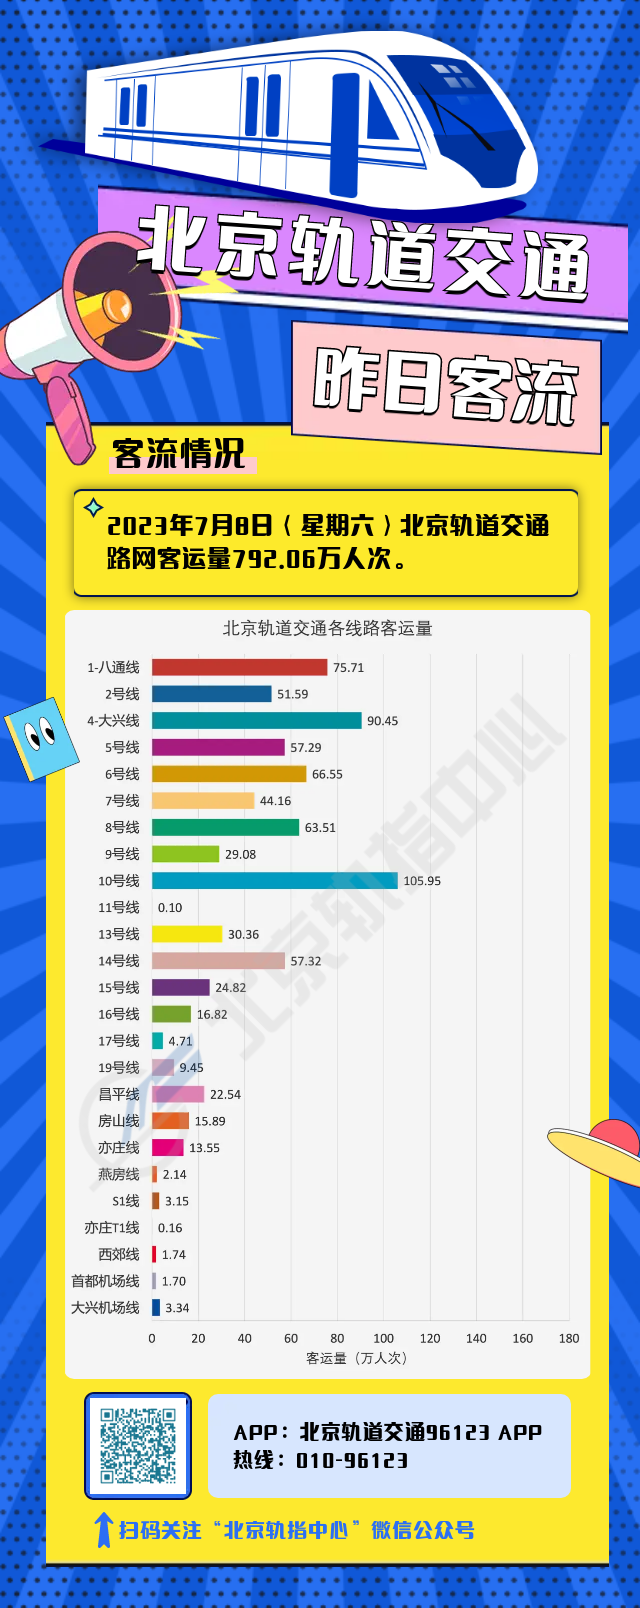 北京轨道交通
昨日客流
客流情况
2023年7月8日（星期六）北京轨道交通
路网客运量792.06万人次。
北京轨道交通各线路客运量
1-八通线 75.71
2号线 51.59
4-大兴线 90.45
5号线 57.29
6号线 66.55
7号线 44.16
8号线 63.51
9号线 29.08
10号线 105.95
11号线 0.10
13号线 30.36
14号线 57.32
15号线 24.82
16号线 16.82
17号线 4.71
19号线 9.45
昌平线 22.54
房山线 15.89
亦庄线 13.55
燕房线 2.14
S1线 3.15
亦庄T1线 0.16
西郊线 1.74
首都机场线 1.70
大兴机场线 3.34
0 20 40 60 80 100 120 140 160 180
客运量（万人次）
北京轨指中心
APP：北京轨道交通96123 APP
热线：010-96123
扫码关注“北京轨指中心”微信公众号